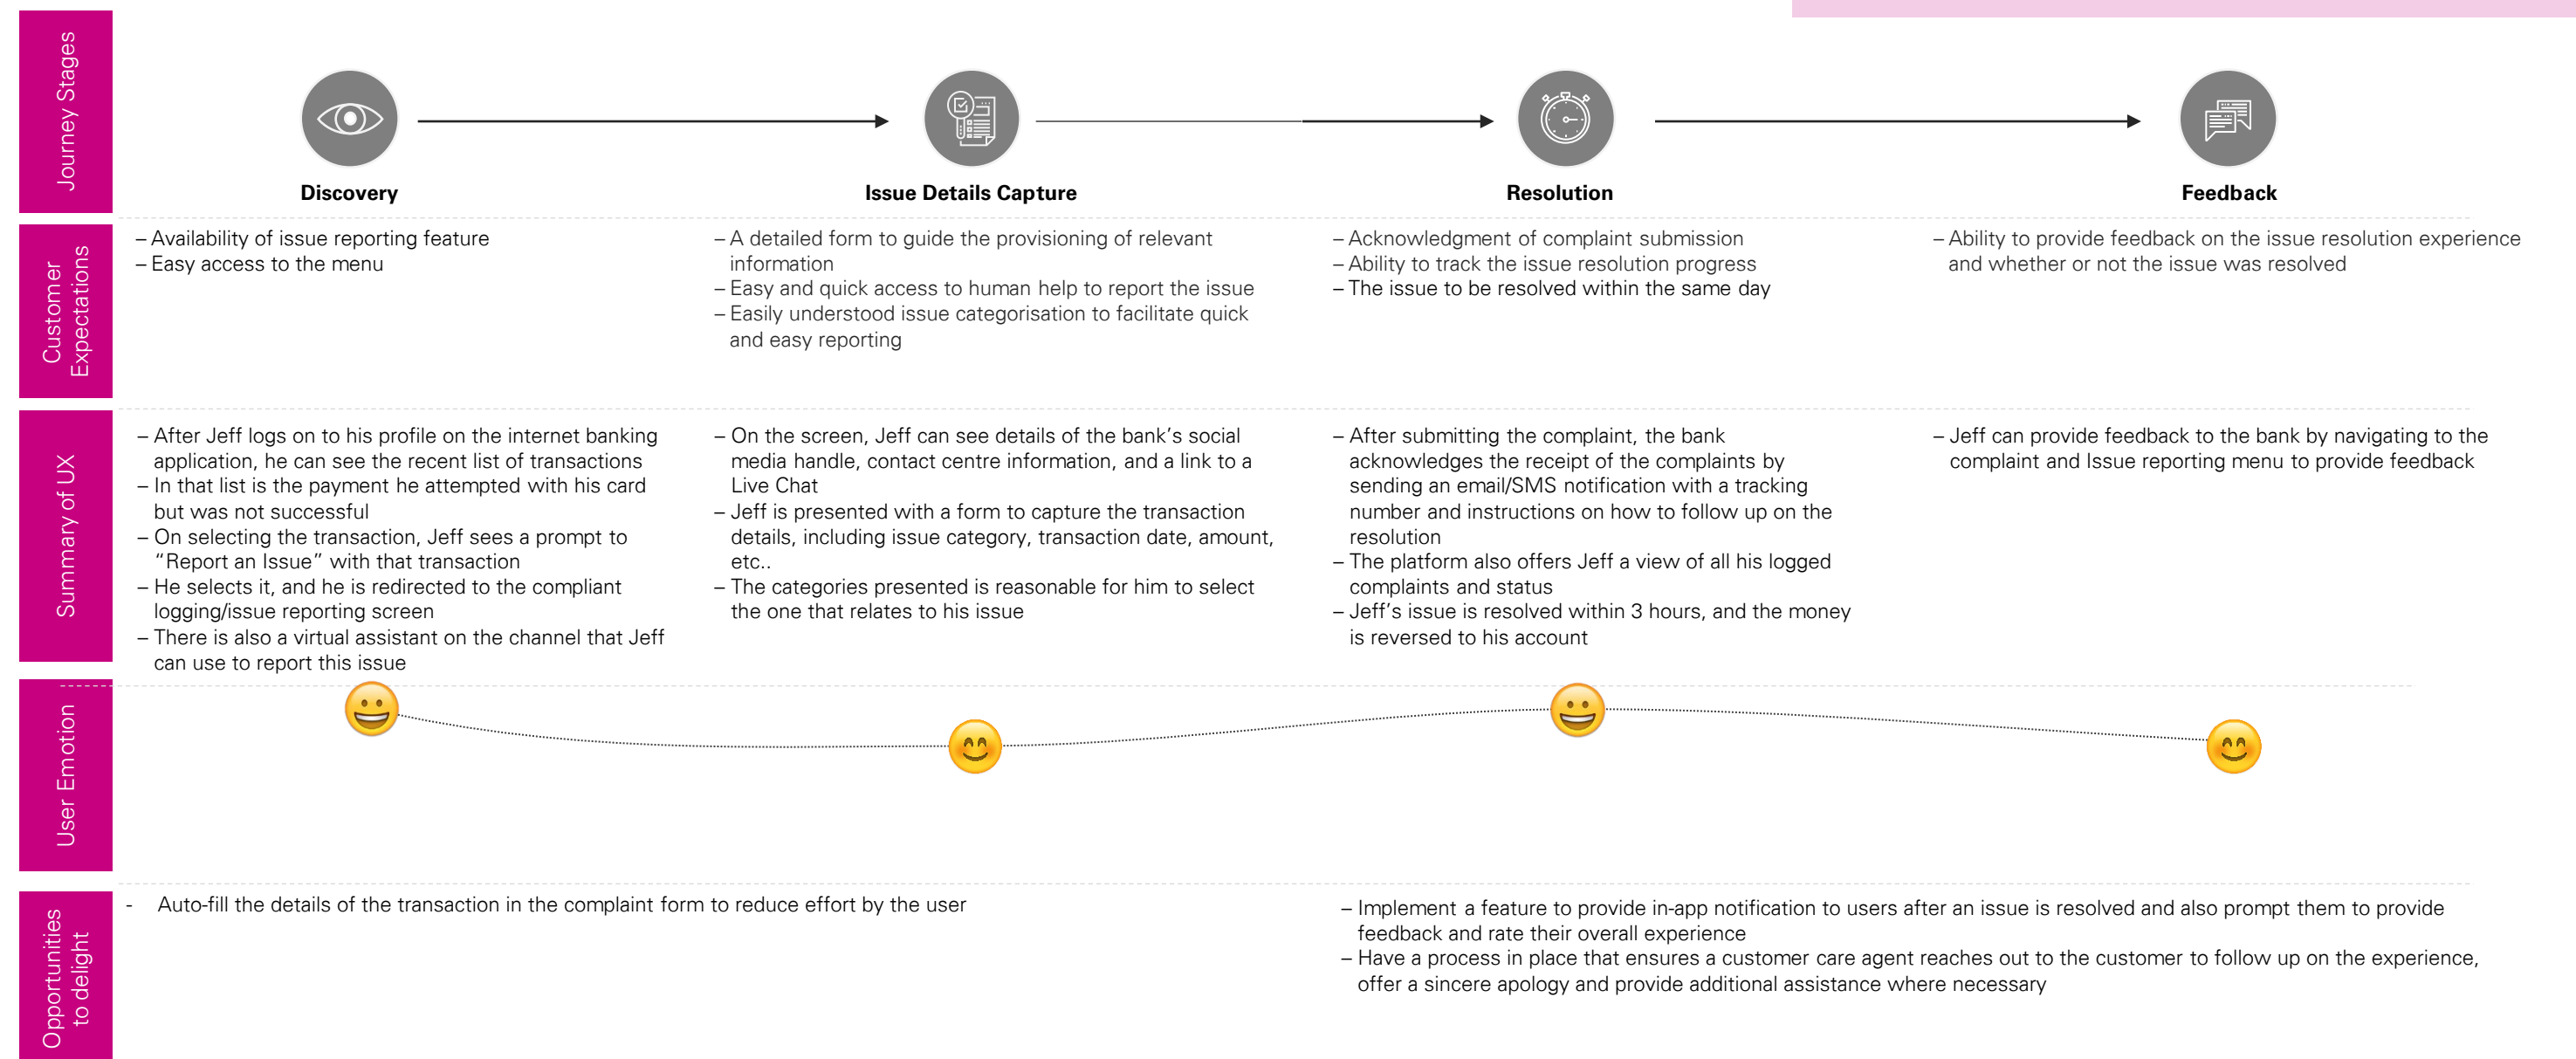 Journey Stages
Discovery
Issue Details Capture
Resolution
Feedback
Customer
Expectations
– Availability of issue reporting feature
– Easy access to the menu
– A detailed form to guide the provisioning of relevant
information
– Easy and quick access to human help to report the issue
– Easily understood issue categorisation to facilitate quick
and easy reporting
– Acknowledgment of complaint submission
– Ability to track the issue resolution progress
– The issue to be resolved within the same day
– Ability to provide feedback on the issue resolution experience
and whether or not the issue was resolved
Summary of UX
– After Jeff logs on to his profile on the internet banking
application, he can see the recent list of transactions
– In that list is the payment he attempted with his card
but was not successful
– On selecting the transaction, Jeff sees a prompt to
“Report an Issue” with that transaction
– He selects it, and he is redirected to the compliant
logging/issue reporting screen
– There is also a virtual assistant on the channel that Jeff
can use to report this issue
– On the screen, Jeff can see details of the bank’s social
media handle, contact centre information, and a link to a
Live Chat
– Jeff is presented with a form to capture the transaction
details, including issue category, transaction date, amount,
etc..
– The categories presented is reasonable for him to select
the one that relates to his issue
– After submitting the complaint, the bank
acknowledges the receipt of the complaints by
sending an email/SMS notification with a tracking
number and instructions on how to follow up on the
resolution
– The platform also offers Jeff a view of all his logged
complaints and status
– Jeff’s issue is resolved within 3 hours, and the money
is reversed to his account
– Jeff can provide feedback to the bank by navigating to the
complaint and Issue reporting menu to provide feedback
User Emotion
Opportunities
to delight
- Auto-fill the details of the transaction in the complaint form to reduce effort by the user
– Implement a feature to provide in-app notification to users after an issue is resolved and also prompt them to provide
feedback and rate their overall experience
– Have a process in place that ensures a customer care agent reaches out to the customer to follow up on the experience,
offer a sincere apology and provide additional assistance where necessary